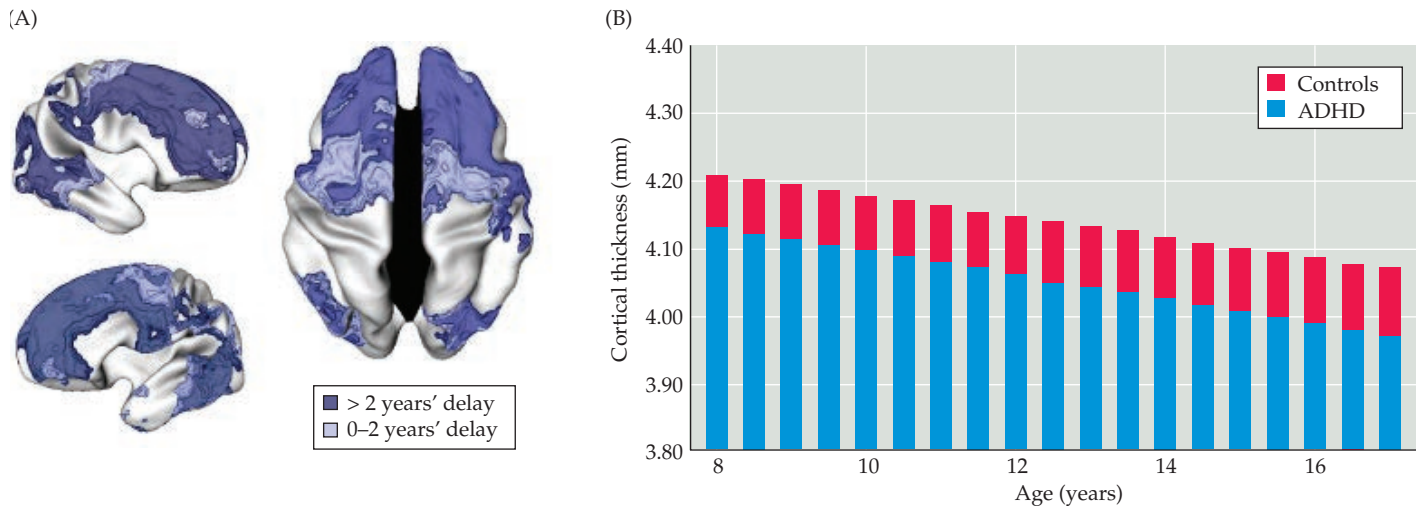 (A)
> 2 years’ delay
0–2 years’ delay
(B)
Cortical thickness (mm)
4.40
4.30
4.20
4.10
4.00
3.90
3.80
Controls
ADHD
8 10 12 14 16
Age (years)